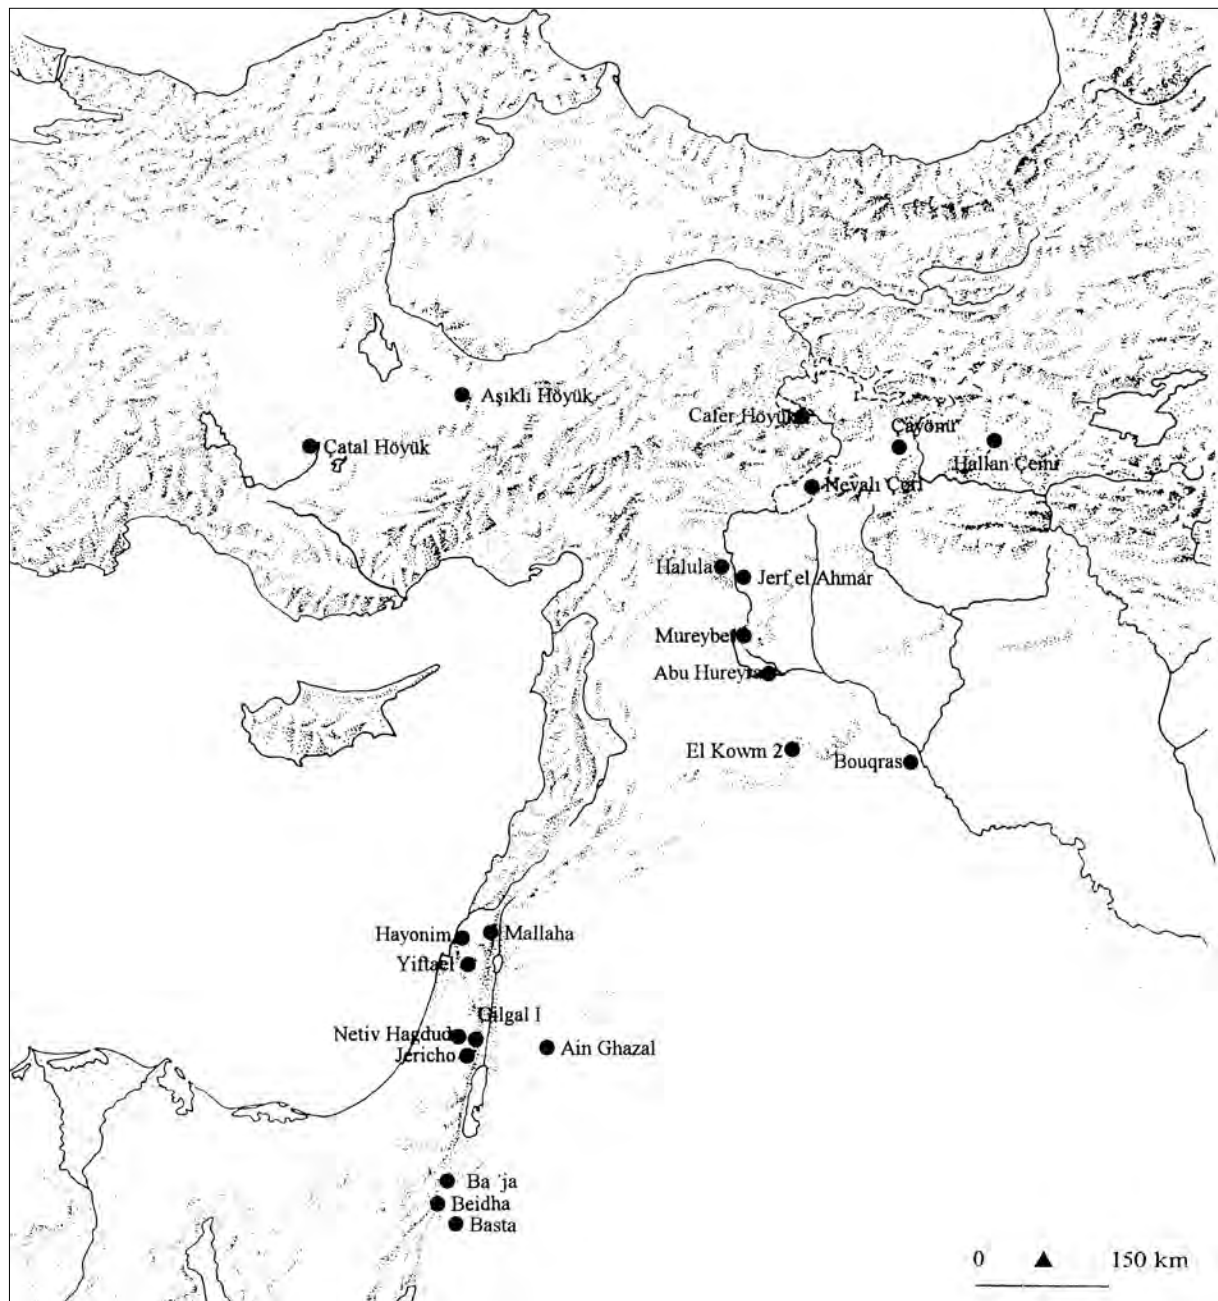 Aşıklı Höyük
Cafer Höyük
Çayönü
Çatal Höyük
Hallan Çemi
Nevalı Çori
Halula
Jerf el Ahmar
Mureybet
Abu Hureyra
El Kowm 2
Bouqras
Hayonim
Mallaha
Yiftael
Gilgal I
Netiv Hagdud
Jericho
Ain Ghazal
Ba ja
Beidha
Basta
0 150 km